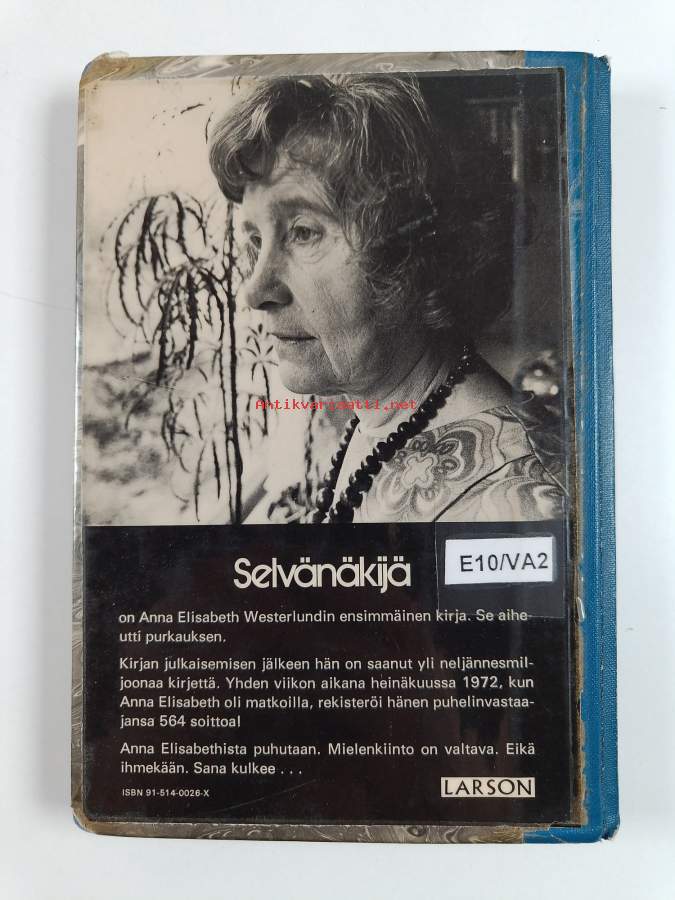 Antikvariaatti.net
Selvänäkijä
E10/VA2
on Anna Elisabeth Westerlundin ensimmäinen kirja. Se aihe-
utti purkauksen.
Kirjan julkaisemisen jälkeen hän on saanut yli neljännesmil-
joonaa kirjettä. Yhden viikon aikana heinäkuussa 1972, kun
Anna Elisabeth oli matkoilla, rekisteröi hänen puhelinvastaa-
jansa 564 soittoa!
Anna Elisabethista puhutaan. Mielenkiinto on valtava. Eikä
ihmekään. Sana kulkee . . .
ISBN 91-514-0026-X
LARSON